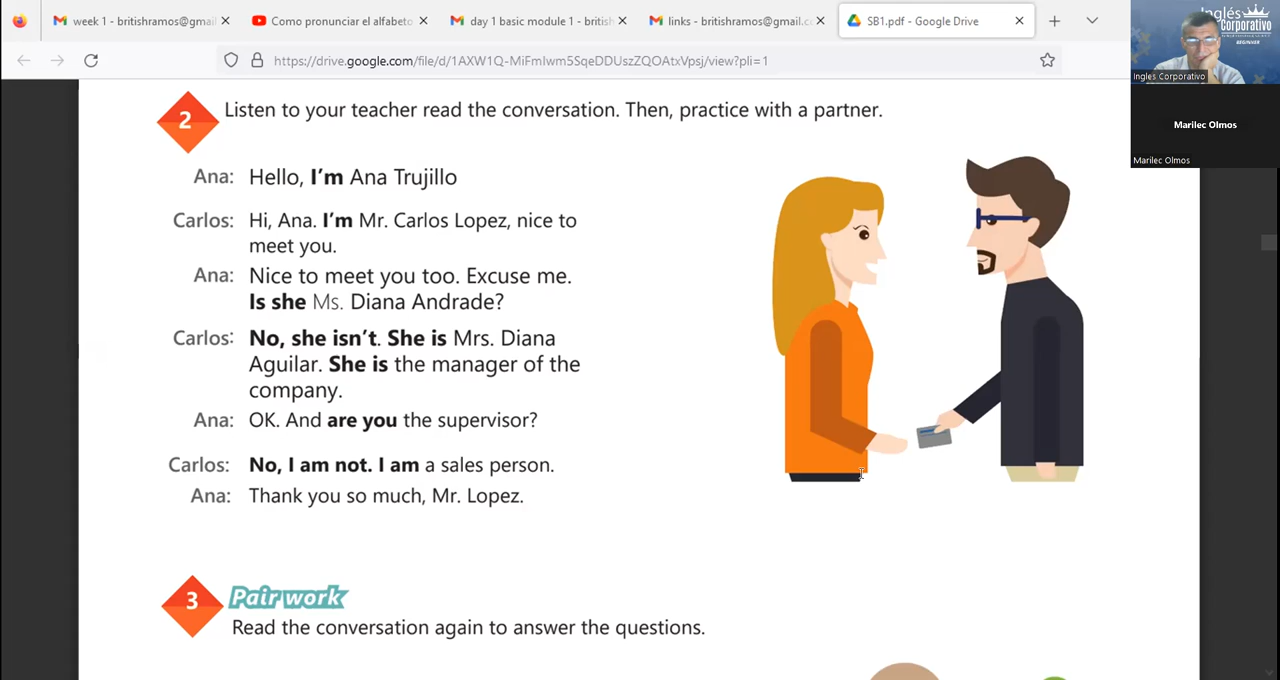 week 1 - britishramos@gmail
Como pronunciar el alfabeto
day 1 basic module 1 - british
links - britishramos@gmail.c
SB1.pdf - Google Drive
https://drive.google.com/file/d/1AXW1Q-MiFmIwm5SqeDDUszZQOAtxVpsj/view?pli=1
Inglés
Corporativo
BEGINNER
Ingles Corporativo
Marilec Olmos
Marilec Olmos
2 Listen to your teacher read the conversation. Then, practice with a partner.
Ana: Hello, I'm Ana Trujillo
Carlos: Hi, Ana. I'm Mr. Carlos Lopez, nice to
meet you.
Ana: Nice to meet you too. Excuse me.
Is she Ms. Diana Andrade?
Carlos: No, she isn't. She is Mrs. Diana
Aguilar. She is the manager of the
company.
Ana: OK. And are you the supervisor?
Carlos: No, I am not. I am a sales person.
Ana: Thank you so much, Mr. Lopez.
3 Pair work
Read the conversation again to answer the questions.